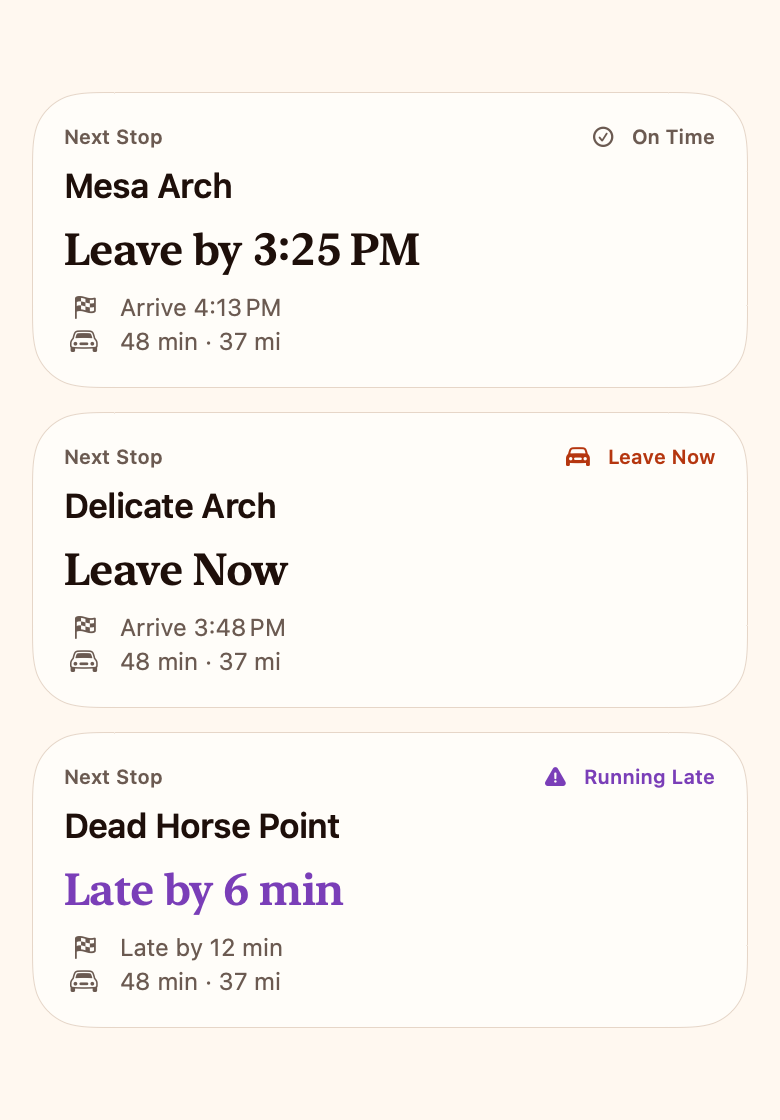 Next Stop
On Time
Mesa Arch
Leave by 3:25 PM
Arrive 4:13 PM
48 min · 37 mi
Next Stop
Leave Now
Delicate Arch
Leave Now
Arrive 3:48 PM
48 min · 37 mi
Next Stop
Running Late
Dead Horse Point
Late by 6 min
Late by 12 min
48 min · 37 mi